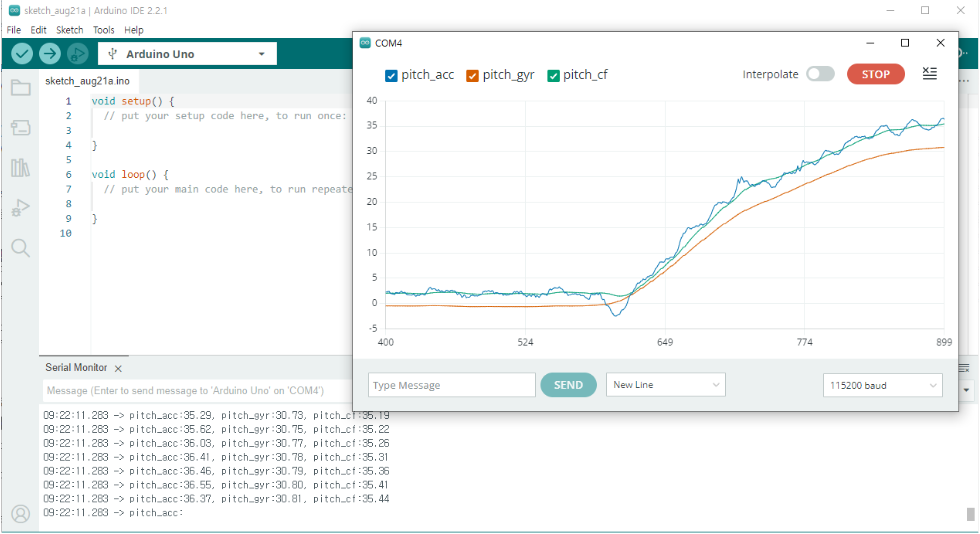 sketch_aug21a | Arduino IDE 2.2.1
File Edit Sketch Tools Help
Arduino Uno
sketch_aug21a.ino
1 void setup() {
2 // put your setup code here, to run once:
3
4 }
5
6 void loop() {
7 // put your main code here, to run repeate
8
9 }
10
COM4
pitch_acc pitch_gyr pitch_cf
Interpolate STOP
40
35
30
25
20
15
10
5
0
-5
400 524 649 774 899
Type Message SEND New Line 115200 baud
Serial Monitor
Message (Enter to send message to 'Arduino Uno' on 'COM4')
09:22:11.283 -> pitch_acc:35.29, pitch_gyr:30.73, pitch_cf:35.19
09:22:11.283 -> pitch_acc:35.62, pitch_gyr:30.75, pitch_cf:35.22
09:22:11.283 -> pitch_acc:36.03, pitch_gyr:30.77, pitch_cf:35.26
09:22:11.283 -> pitch_acc:36.41, pitch_gyr:30.78, pitch_cf:35.31
09:22:11.283 -> pitch_acc:36.46, pitch_gyr:30.79, pitch_cf:35.36
09:22:11.283 -> pitch_acc:36.55, pitch_gyr:30.80, pitch_cf:35.41
09:22:11.283 -> pitch_acc:36.37, pitch_gyr:30.81, pitch_cf:35.44
09:22:11.283 -> pitch_acc: